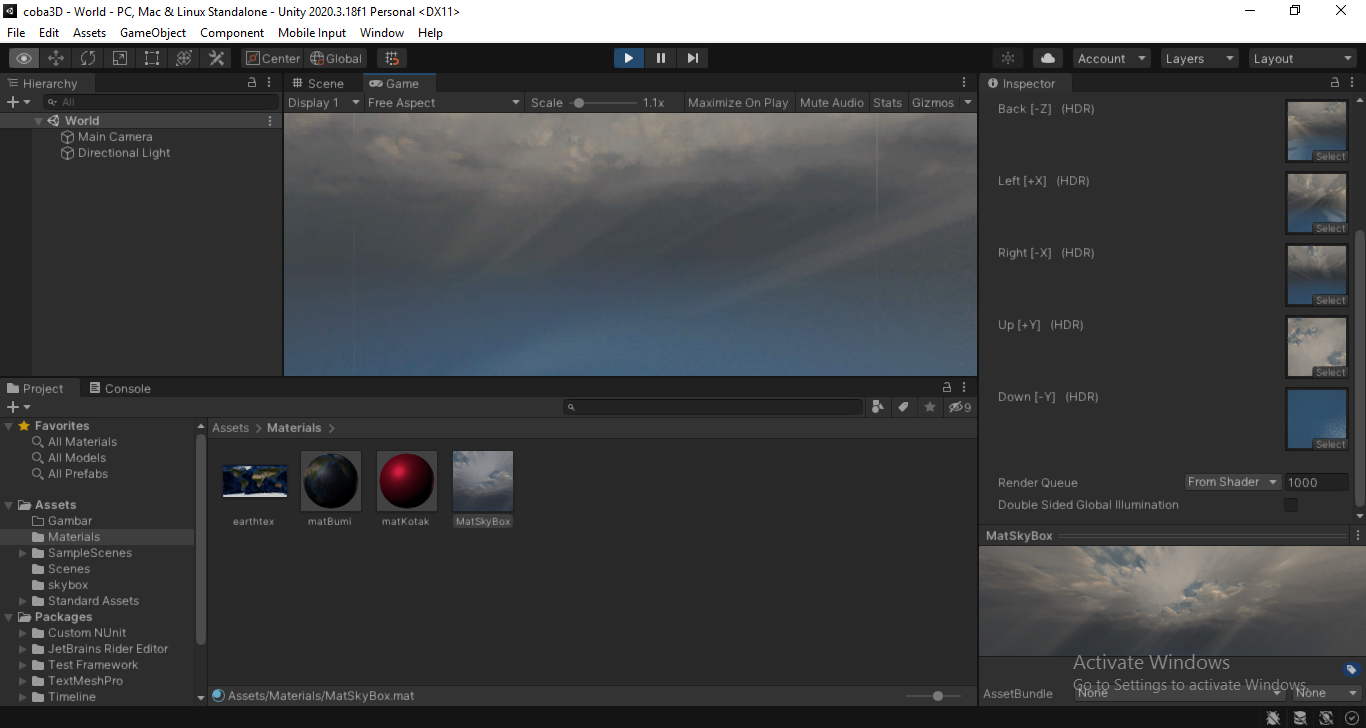 coba3D - World - PC, Mac & Linux Standalone - Unity 2020.3.18f1 Personal <DX11>
File Edit Assets GameObject Component Mobile Input Window Help
Center Global Account Layers Layout
Hierarchy
All
World
Main Camera
Directional Light
Scene Game
Display 1 Free Aspect Scale 1.1x Maximize On Play Mute Audio Stats Gizmos
Inspector
Back [-Z] (HDR)
Select
Left [+X] (HDR)
Select
Right [-X] (HDR)
Select
Up [+Y] (HDR)
Select
Down [-Y] (HDR)
Select
Render Queue From Shader 1000
Double Sided Global Illumination
Project Console
9
Favorites
All Materials
All Models
All Prefabs
Assets
Gambar
Materials
SampleScenes
Scenes
skybox
Standard Assets
Packages
Custom NUnit
JetBrains Rider Editor
Test Framework
TextMeshPro
Timeline
Assets > Materials >
earthtex matBumi matKotak MatSkyBox
Assets/Materials/MatSkyBox.mat
MatSkyBox
Activate Windows
Go to Settings to activate Windows.
AssetBundle None None